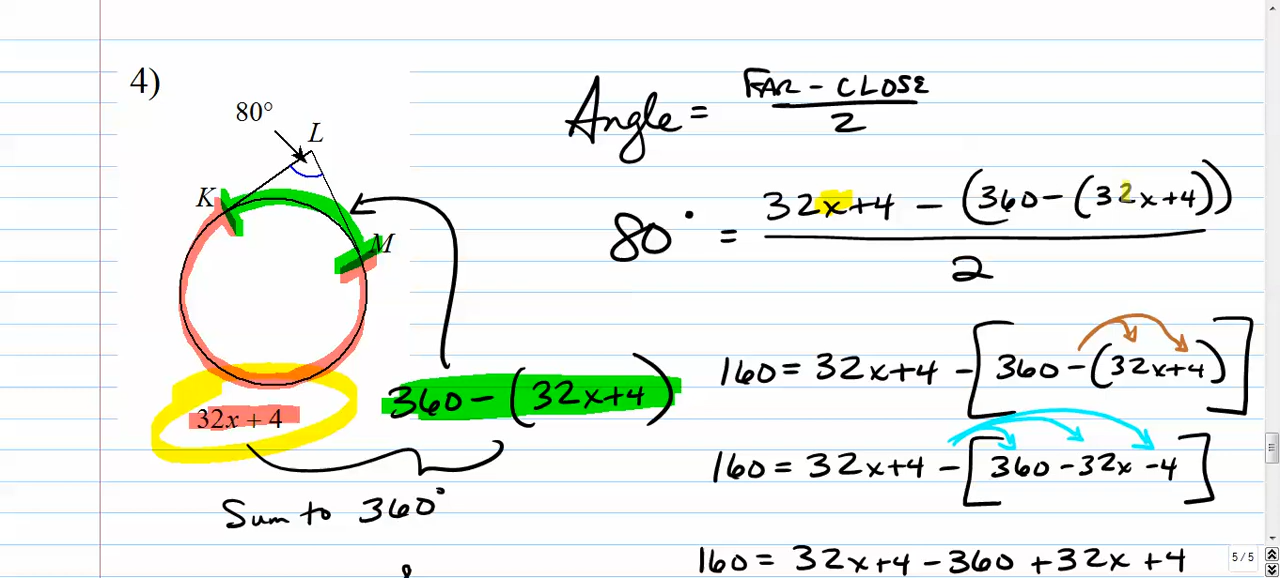 4)
80°
L
K
M
32x + 4
360 - (32x+4)
Sum to 360°
Angle = FAR - CLOSE
2
80° = 32x+4 - (360 - (32x+4))
2
160 = 32x+4 - [360 - (32x+4)]
160 = 32x+4 - [360 - 32x - 4]
160 = 32x+4 - 360 + 32x + 4
5 / 5